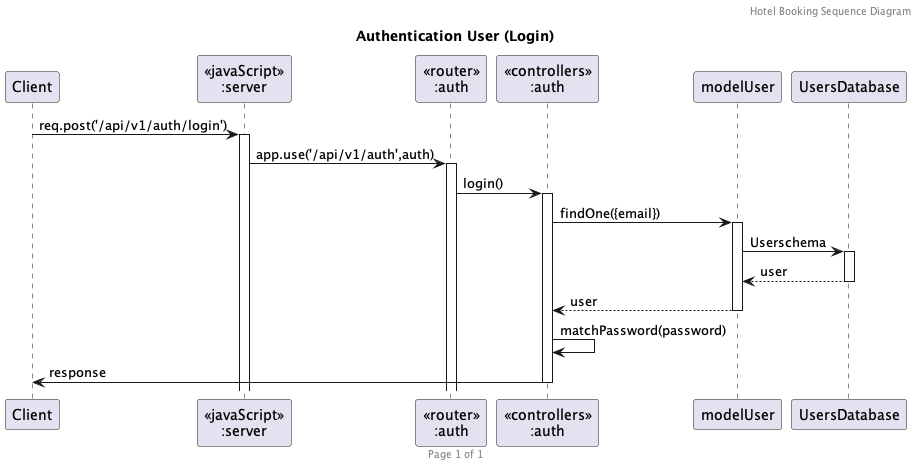 Hotel Booking Sequence Diagram
Authentication User (Login)
Client
«javaScript»
:server
«router»
:auth
«controllers»
:auth
modelUser
UsersDatabase
req.post('/api/v1/auth/login')
app.use('/api/v1/auth',auth)
login()
findOne({email})
Userschema
user
user
matchPassword(password)
response
Client
«javaScript»
:server
«router»
:auth
«controllers»
:auth
modelUser
UsersDatabase
Page 1 of 1